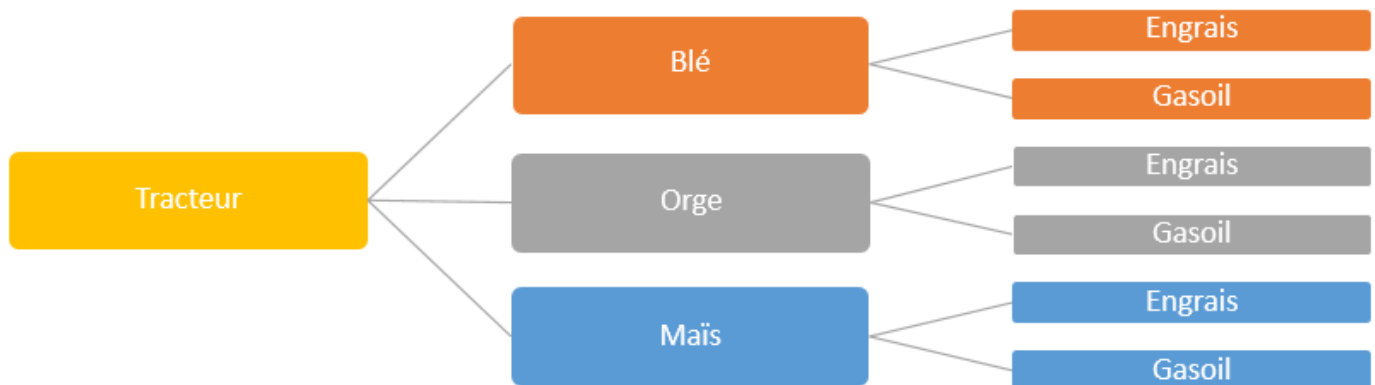 Tracteur
Blé
Engrais
Gasoil
Orge
Engrais
Gasoil
Maïs
Engrais
Gasoil